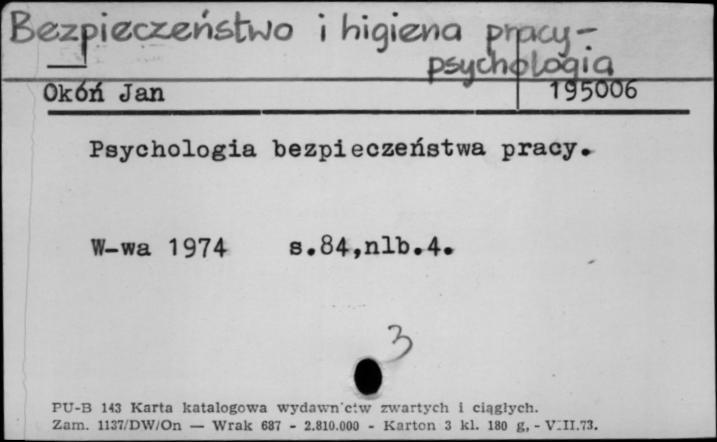 Bezpieczeństwo i higiena pracy-
psychologia
Okóń Jan 195006
Psychologia bezpieczeństwa pracy.
W-wa 1974 s.84,nlb.4.
3
PU-B 143 Karta katalogowa wydawnictw zwartych i ciągłych.
Zam. 1137/DW/On — Wrak 687 - 2.810.000 - Karton 3 kl. 180 g, - VIII.73.